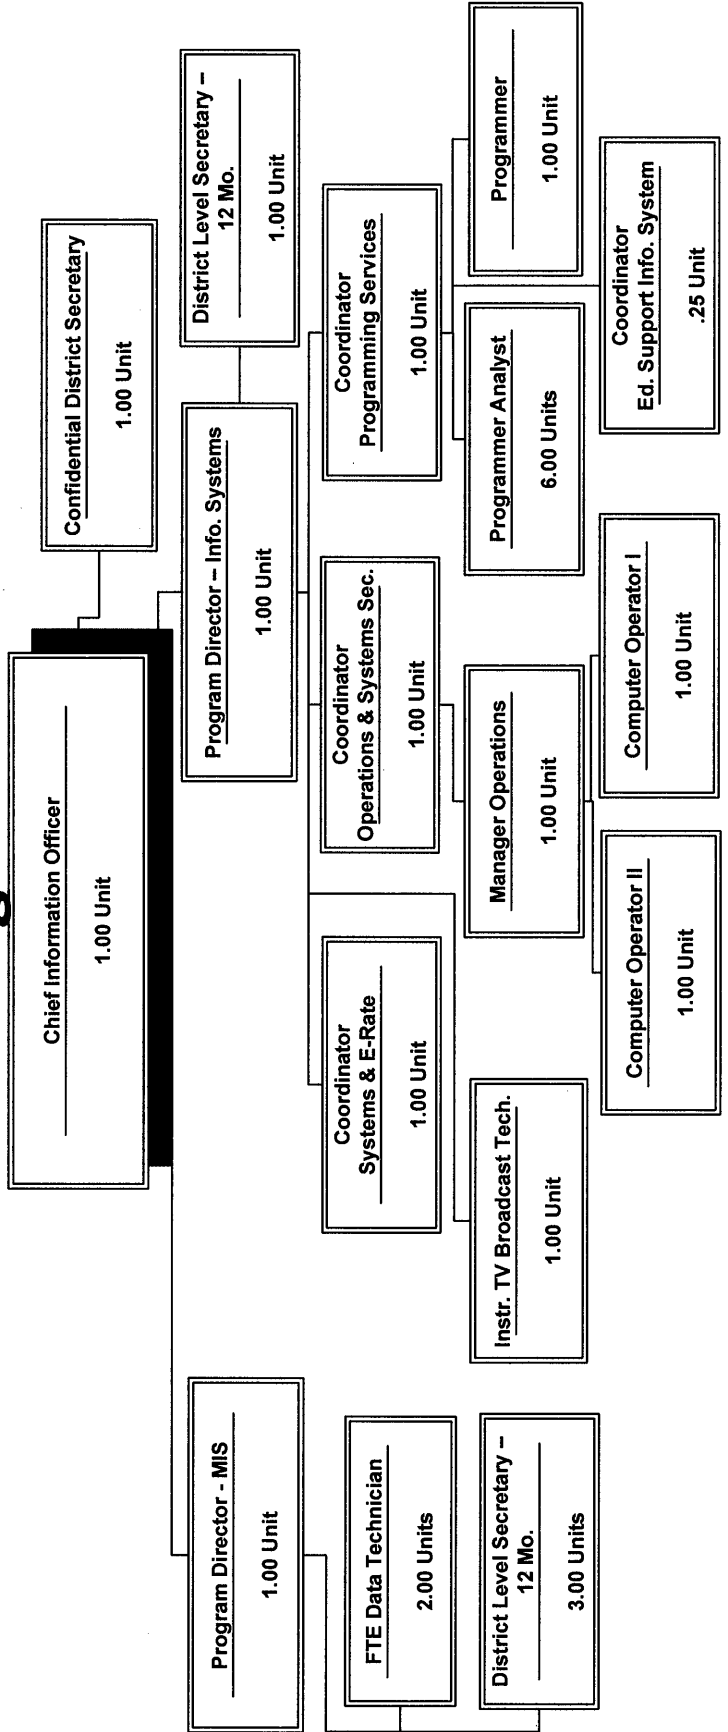 Chief Information Officer
1.00 Unit
Confidential District Secretary
1.00 Unit
Program Director - MIS
1.00 Unit
Program Director – Info. Systems
1.00 Unit
District Level Secretary –
12 Mo.
1.00 Unit
FTE Data Technician
2.00 Units
District Level Secretary –
12 Mo.
3.00 Units
Coordinator
Systems & E-Rate
1.00 Unit
Coordinator
Operations & Systems Sec.
1.00 Unit
Coordinator
Programming Services
1.00 Unit
Instr. TV Broadcast Tech.
1.00 Unit
Manager Operations
1.00 Unit
Programmer Analyst
6.00 Units
Programmer
1.00 Unit
Computer Operator II
1.00 Unit
Computer Operator I
1.00 Unit
Coordinator
Ed. Support Info. System
.25 Unit